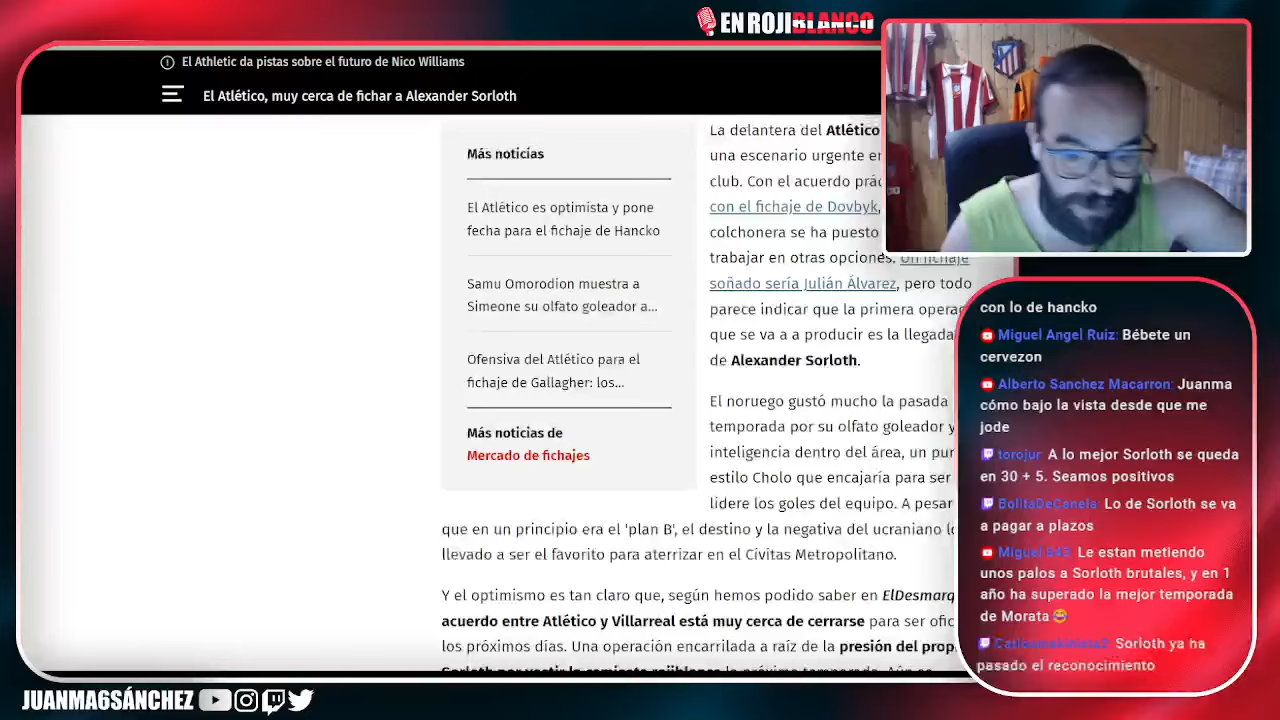 EN ROJIBLANCO
El Athletic da pistas sobre el futuro de Nico Williams
El Atlético, muy cerca de fichar a Alexander Sorloth
Más noticias
El Atlético es optimista y pone
fecha para el fichaje de Hancko
Samu Omorodion muestra a
Simeone su olfato goleador a...
Ofensiva del Atlético para el
fichaje de Gallagher: los...
Más noticias de
Mercado de fichajes
La delantera del Atlético
una escenario urgente
club. Con el acuerdo
con el fichaje de Dovbyk,
colchonera se ha puesto
trabajar en otras opciones. Un fichaje
soñado sería Julián Álvarez, pero todo
parece indicar que la primera
que se va a a producir es la llegada
de Alexander Sorloth.
El noruego gustó mucho la pasada
temporada por su olfato goleador y
inteligencia dentro del área, un
estilo Cholo que encajaría para ser
lidere los goles del equipo. A pesar
que en un principio era el 'plan B', el destino y la negativa del ucraniano
llevado a ser el favorito para aterrizar en el Cívitas Metropolitano.
Y el optimismo es tan claro que, según hemos podido saber en ElDesmarq
acuerdo entre Atlético y Villarreal está muy cerca de cerrarse para ser
los próximos días. Una operación encarrilada a raíz de la presión del
Sorloth por vestir la camiseta rojiblanca la próxima temporada. Aún
con lo de hancko
Miguel Angel Ruiz: Bébete un
cervezon
Alberto Sanchez Macarron: Juanma
cómo bajo la vista desde que me
jode
torojur: A lo mejor Sorloth se queda
en 30 + 5. Seamos positivos
BolitaDeCanela: Lo de Sorloth se va
a pagar a plazos
Miguel 343: Le estan metiendo
unos palos a Sorloth brutales, y en 1
año ha superado la mejor temporada
de Morata 😂
Sorloth ya ha
pasado el reconocimiento
JUANMA6SÁNCHEZ